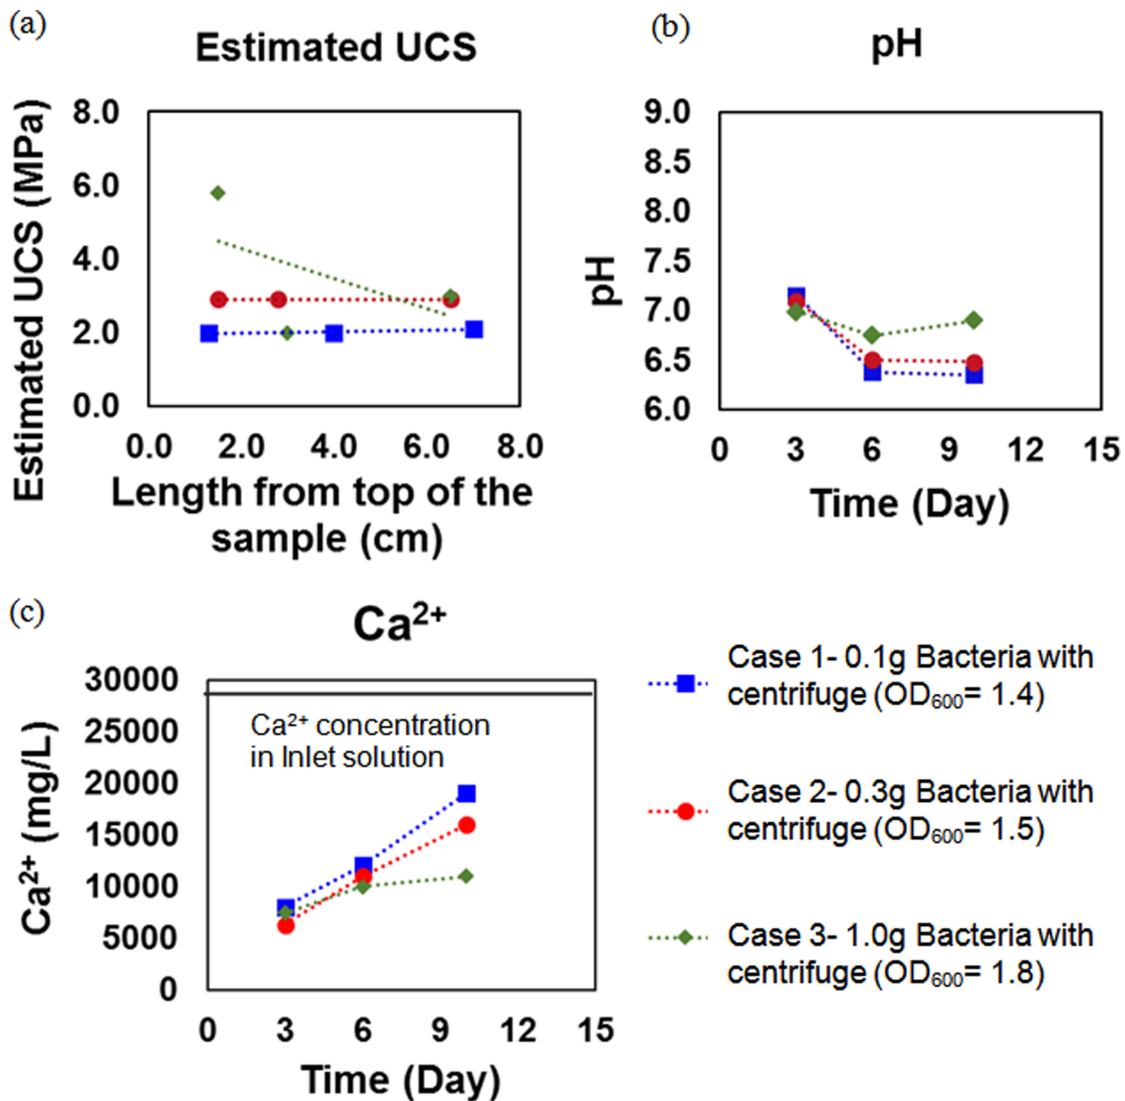 (a)
Estimated UCS
Estimated UCS (MPa)
8.0
6.0
4.0
2.0
0.0
0.0 2.0 4.0 6.0 8.0
Length from top of the
sample (cm)
(b)
pH
pH
9.0
8.5
8.0
7.5
7.0
6.5
6.0
0 3 6 9 12 15
Time (Day)
(c)
Ca²⁺
Ca²⁺ (mg/L)
30000
25000
20000
15000
10000
5000
0
Ca²⁺ concentration
in Inlet solution
0 3 6 9 12 15
Time (Day)
Case 1- 0.1g Bacteria with
centrifuge (OD₆₀₀= 1.4)
Case 2- 0.3g Bacteria with
centrifuge (OD₆₀₀= 1.5)
Case 3- 1.0g Bacteria with
centrifuge (OD₆₀₀= 1.8)